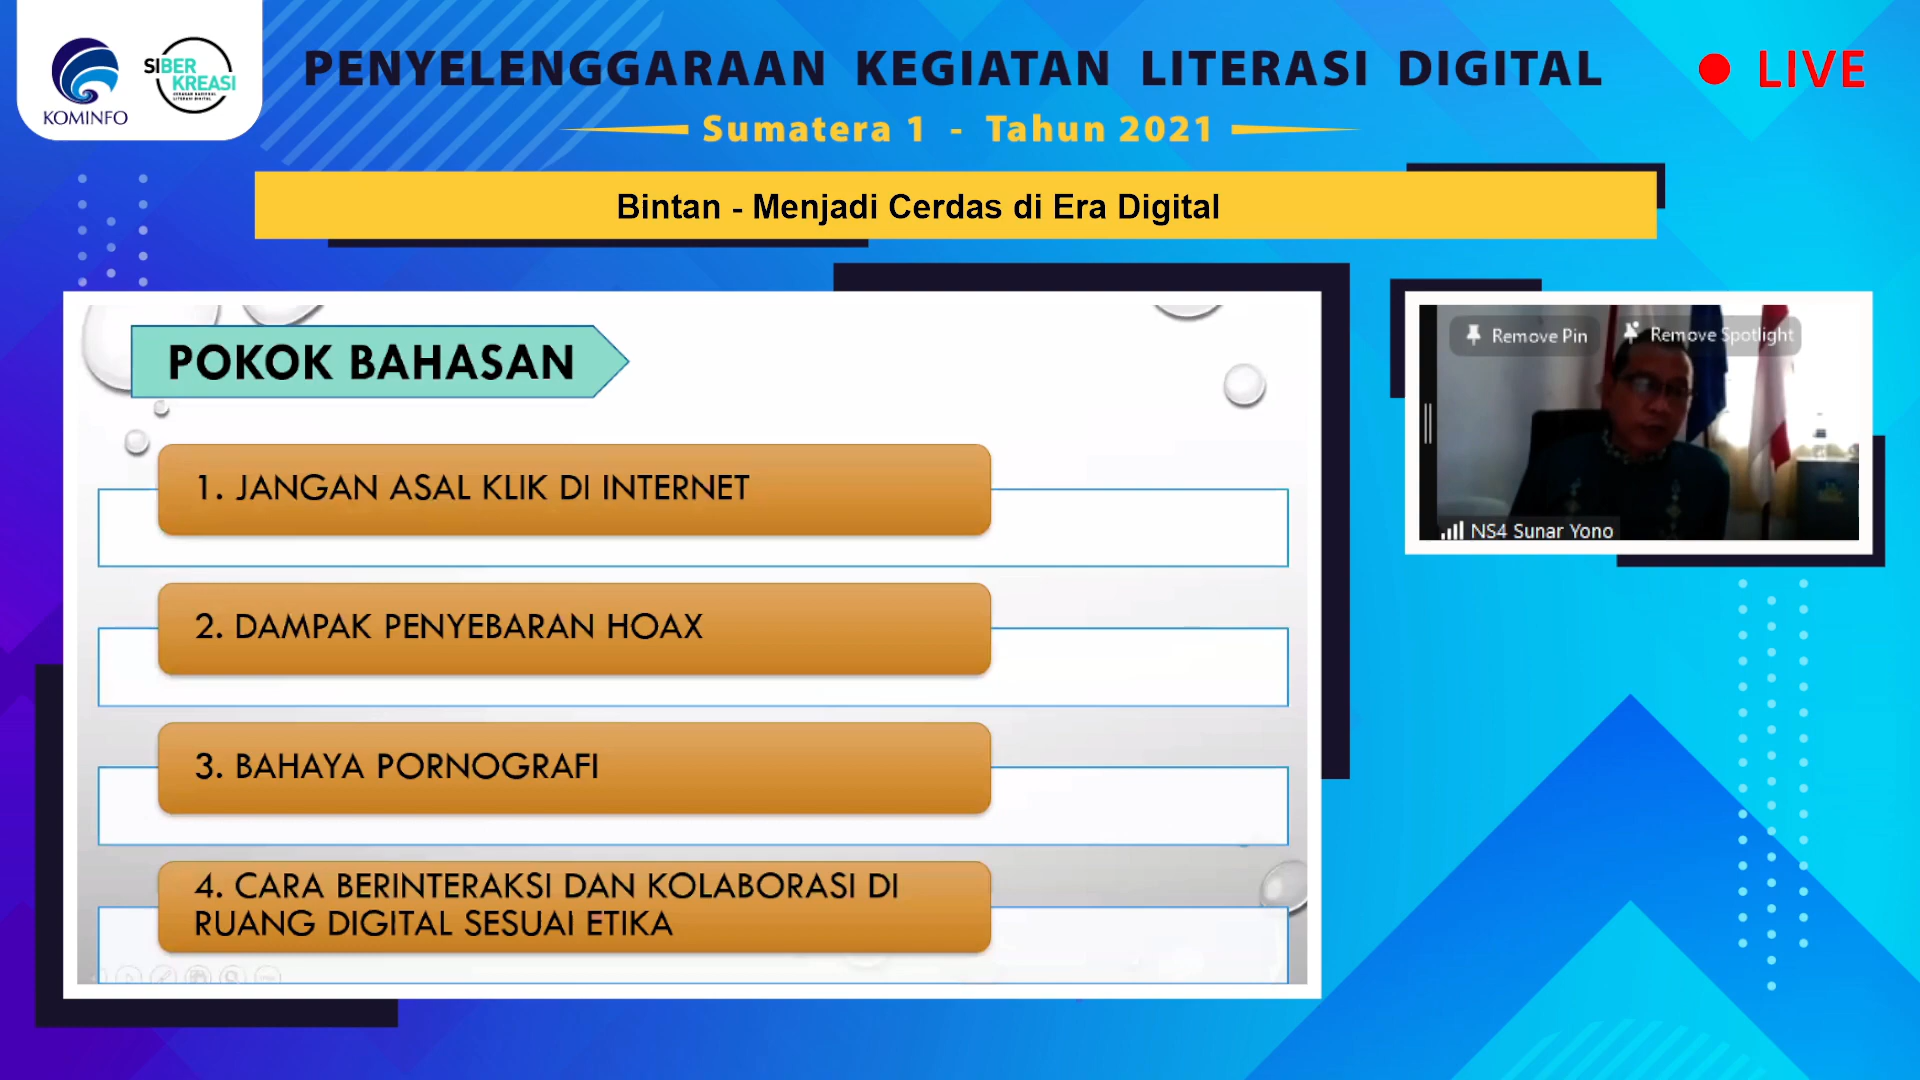 KOMINFO
SIBER
KREASI
PENYELENGGARAAN KEGIATAN LITERASI DIGITAL
LIVE
Sumatera 1 - Tahun 2021
Bintan - Menjadi Cerdas di Era Digital
POKOK BAHASAN
1. JANGAN ASAL KLIK DI INTERNET
2. DAMPAK PENYEBARAN HOAX
3. BAHAYA PORNOGRAFI
4. CARA BERINTERAKSI DAN KOLABORASI DI
RUANG DIGITAL SESUAI ETIKA
Remove Pin
Remove Spotlight
NS4 Sunar Yono